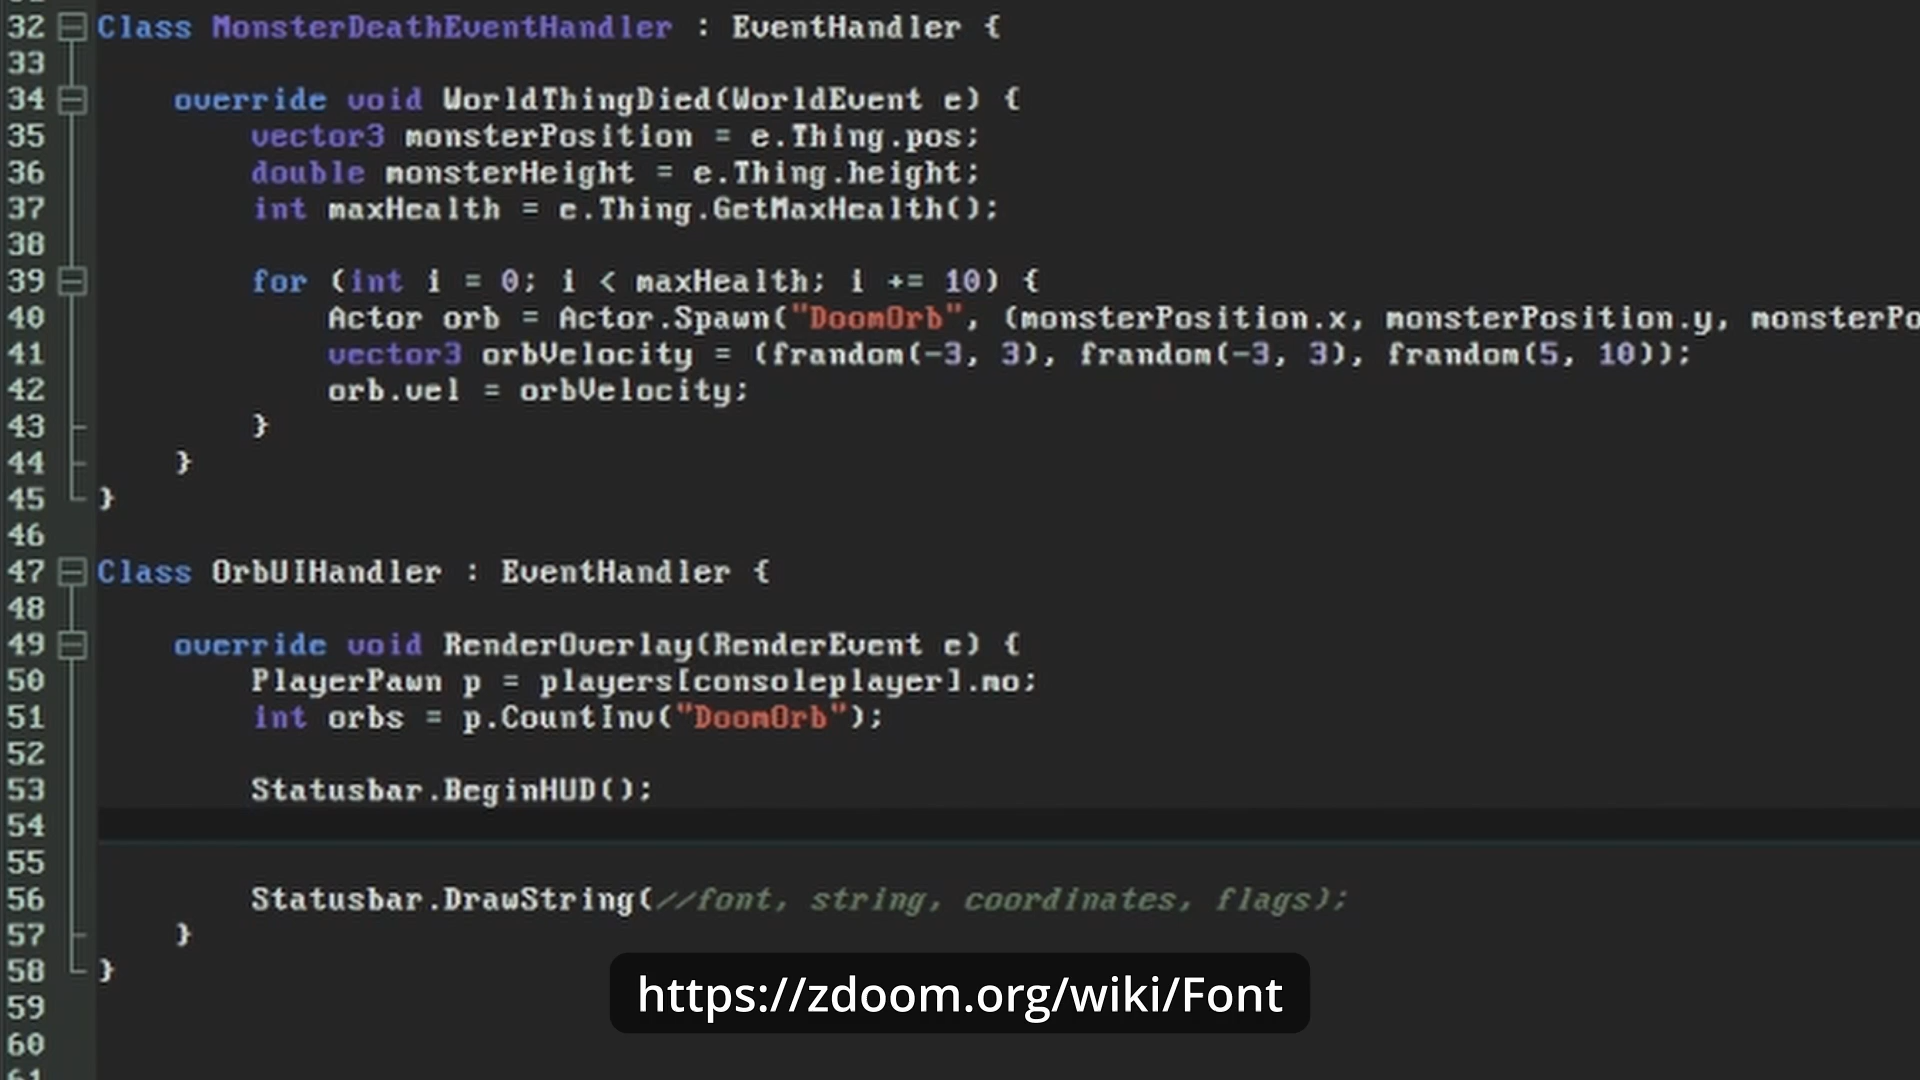 32 Class MonsterDeathEventHandler : EventHandler {
33
34 override void WorldThingDied(WorldEvent e) {
35 vector3 monsterPosition = e.Thing.pos;
36 double monsterHeight = e.Thing.height;
37 int maxHealth = e.Thing.GetMaxHealth();
38
39 for (int i = 0; i < maxHealth; i += 10) {
40 Actor orb = Actor.Spawn("DoomOrb", (monsterPosition.x, monsterPosition.y, monsterPo
41 vector3 orbVelocity = (frandom(-3, 3), frandom(-3, 3), frandom(5, 10));
42 orb.vel = orbVelocity;
43 }
44 }
45 }
46
47 Class OrbUIHandler : EventHandler {
48
49 override void RenderOverlay(RenderEvent e) {
50 PlayerPawn p = players[consoleplayer].mo;
51 int orbs = p.CountInv("DoomOrb");
52
53 Statusbar.BeginHUD();
54
55
56 Statusbar.DrawString(//font, string, coordinates, flags);
57 }
58 }
59
60
61
https://zdoom.org/wiki/Font